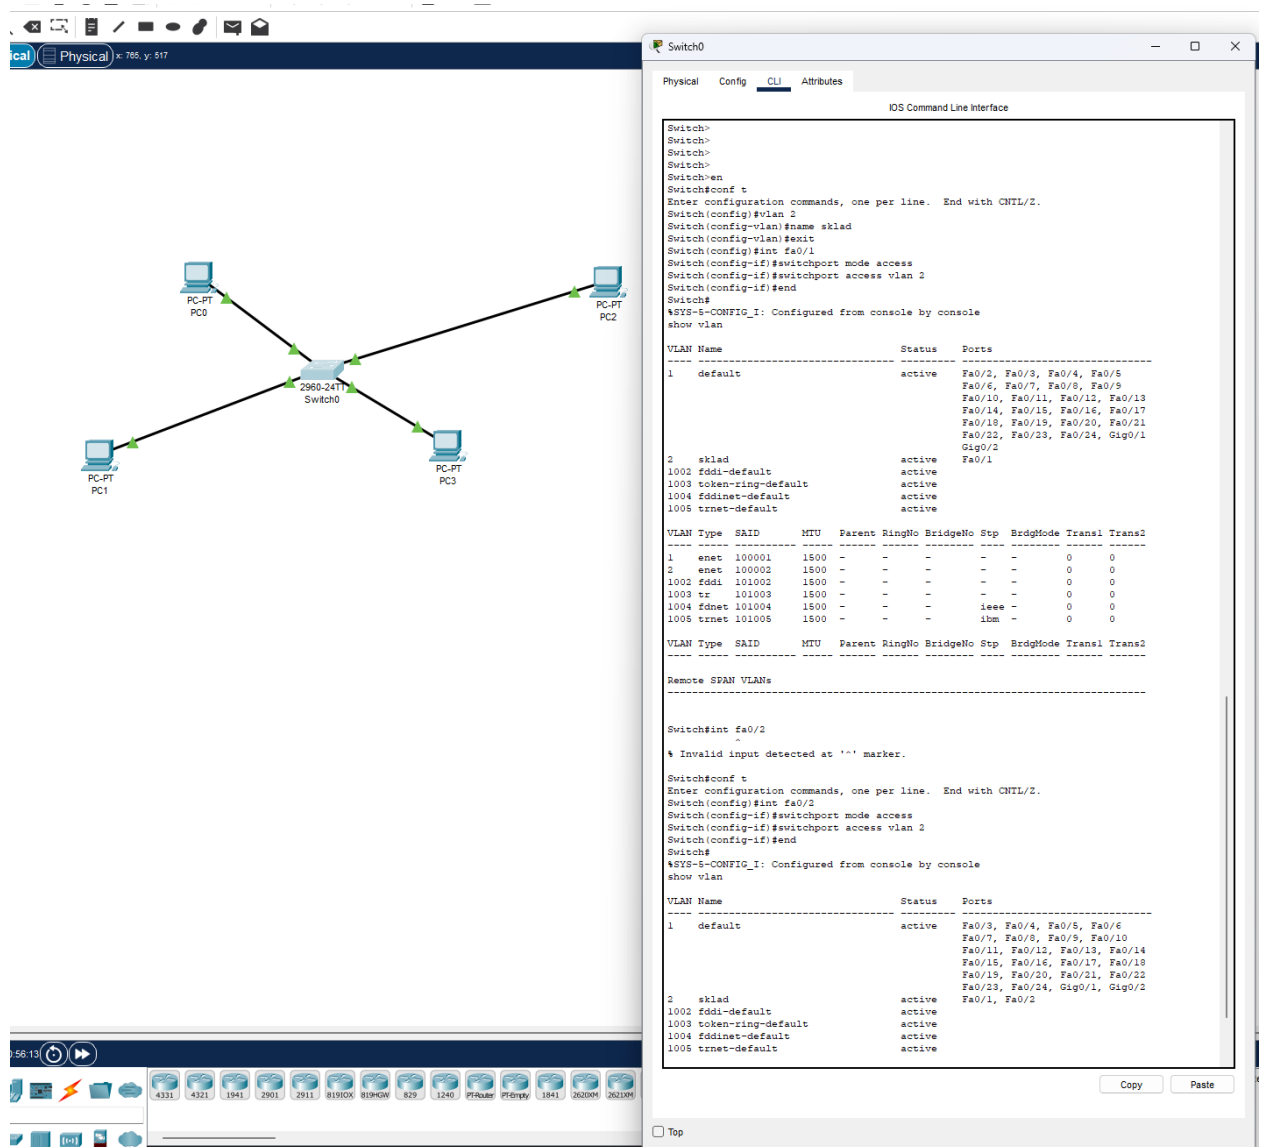 Physical
x: 765, y: 517
PC-PT
PC0
PC-PT
PC2
2960-24TT
Switch0
PC-PT
PC1
PC-PT
PC3
4331
4321
1941
2901
2911
819IOX
819HGW
829
1240
PT-Router
PT-Empty
1841
2620XM
2621XM
Switch0
Physical Config CLI Attributes
IOS Command Line Interface
Switch>
Switch>
Switch>
Switch>
Switch>en
Switch#conf t
Enter configuration commands, one per line. End with CNTL/Z.
Switch(config)#vlan 2
Switch(config-vlan)#name sklad
Switch(config-vlan)#exit
Switch(config)#int fa0/1
Switch(config-if)#switchport mode access
Switch(config-if)#switchport access vlan 2
Switch(config-if)#end
Switch#
%SYS-5-CONFIG_I: Configured from console by console
show vlan
VLAN Name Status Ports
---- -------------------------------- --------- -------------------------------
1 default active Fa0/2, Fa0/3, Fa0/4, Fa0/5
Fa0/6, Fa0/7, Fa0/8, Fa0/9
Fa0/10, Fa0/11, Fa0/12, Fa0/13
Fa0/14, Fa0/15, Fa0/16, Fa0/17
Fa0/18, Fa0/19, Fa0/20, Fa0/21
Fa0/22, Fa0/23, Fa0/24, Gig0/1
Gig0/2
2 sklad active Fa0/1
1002 fddi-default active
1003 token-ring-default active
1004 fddinet-default active
1005 trnet-default active
VLAN Type SAID MTU Parent RingNo BridgeNo Stp BrdgMode Trans1 Trans2
---- ----- ---------- ----- ------ ------ -------- ---- -------- ------ ------
1 enet 100001 1500 - - - - - 0 0
2 enet 100002 1500 - - - - - 0 0
1002 fddi 101002 1500 - - - - - 0 0
1003 tr 101003 1500 - - - - - 0 0
1004 fdnet 101004 1500 - - - ieee - 0 0
1005 trnet 101005 1500 - - - ibm - 0 0
VLAN Type SAID MTU Parent RingNo BridgeNo Stp BrdgMode Trans1 Trans2
---- ----- ---------- ----- ------ ------ -------- ---- -------- ------ ------
Remote SPAN VLANs
------------------------------------------------------------------------------
Switch#int fa0/2
^
% Invalid input detected at '^' marker.
Switch#conf t
Enter configuration commands, one per line. End with CNTL/Z.
Switch(config)#int fa0/2
Switch(config-if)#switchport mode access
Switch(config-if)#switchport access vlan 2
Switch(config-if)#end
Switch#
%SYS-5-CONFIG_I: Configured from console by console
show vlan
VLAN Name Status Ports
---- -------------------------------- --------- -------------------------------
1 default active Fa0/3, Fa0/4, Fa0/5, Fa0/6
Fa0/7, Fa0/8, Fa0/9, Fa0/10
Fa0/11, Fa0/12, Fa0/13, Fa0/14
Fa0/15, Fa0/16, Fa0/17, Fa0/18
Fa0/19, Fa0/20, Fa0/21, Fa0/22
Fa0/23, Fa0/24, Gig0/1, Gig0/2
2 sklad active Fa0/1, Fa0/2
1002 fddi-default active
1003 token-ring-default active
1004 fddinet-default active
1005 trnet-default active
Copy Paste
Top